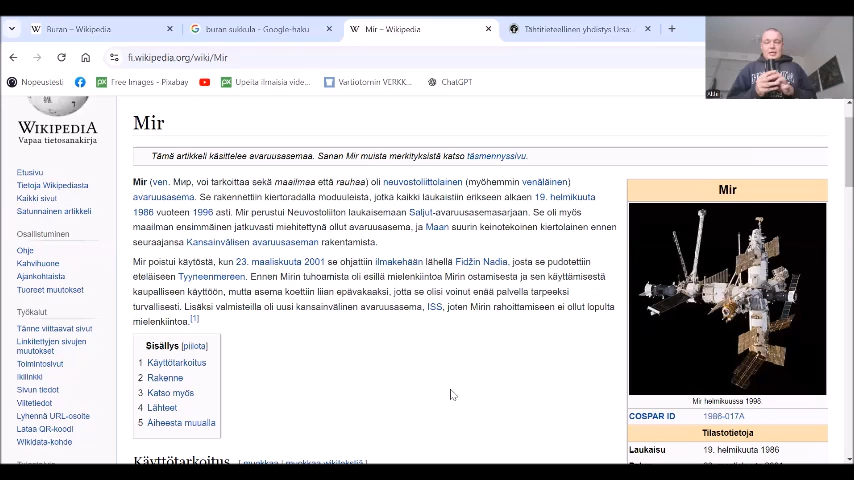 Buran – Wikipedia
buran sukkula - Google-haku
Mir – Wikipedia
Tähtitieteellinen yhdistys Ursa:
fi.wikipedia.org/wiki/Mir
Nopeustesti
Free Images - Pixabay
Upeita ilmaisia vide...
Vartiotornin VERKK...
ChatGPT
WIKIPEDIA
Vapaa tietosanakirja
Etusivu
Tietoja Wikipediasta
Kaikki sivut
Satunnainen artikkeli
Osallistuminen
Ohje
Kahvihuone
Ajankohtaista
Tuoreet muutokset
Työkalut
Tänne viittaavat sivut
Linkitettyjen sivujen
muutokset
Toimintosivut
Ikilinkki
Sivun tiedot
Viitetiedot
Lyhennä URL-osoite
Lataa QR-koodi
Wikidata-kohde
Mir
Tämä artikkeli käsittelee avaruusasemaa. Sanan Mir muista merkityksistä katso täsmennyssivu.
Mir (ven. Мир, voi tarkoittaa sekä maailmaa että rauhaa) oli neuvostoliittolainen (myöhemmin venäläinen)
avaruusasema. Se rakennettiin kiertoradalla moduuleista, jotka kaikki laukaistiin erikseen alkaen 19. helmikuuta
1986 vuoteen 1996 asti. Mir perustui Neuvostoliiton laukaisemaan Saljut-avaruusasemasarjaan. Se oli myös
maailman ensimmäinen jatkuvasti miehitettynä ollut avaruusasema, ja Maan suurin keinotekoinen kiertolainen ennen
seuraajansa Kansainvälisen avaruusaseman rakentamista.
Mir poistui käytöstä, kun 23. maaliskuuta 2001 se ohjattiin ilmakehään lähellä Fidžin Nadia, josta se pudotettiin
eteläiseen Tyyneenmereen. Ennen Mirin tuhoamista oli esillä mielenkiintoa Mirin ostamisesta ja sen käyttämisestä
kaupalliseen käyttöön, mutta asema koettiin liian epävakaaksi, jotta se olisi voinut enää palvella tarpeeksi
turvallisesti. Lisäksi valmisteilla oli uusi kansainvälinen avaruusasema, ISS, joten Mirin rahoittamiseen ei ollut lopulta
mielenkiintoa.[1]
Sisällys [piilota]
1 Käyttötarkoitus
2 Rakenne
3 Katso myös
4 Lähteet
5 Aiheesta muualla
Käyttötarkoitus [ muokkaa | muokkaa wikitekstiä ]
Mir
Mir helmikuussa 1998
COSPAR ID 1986-017A
Tilastotietoja
Laukaisu 19. helmikuuta 1986